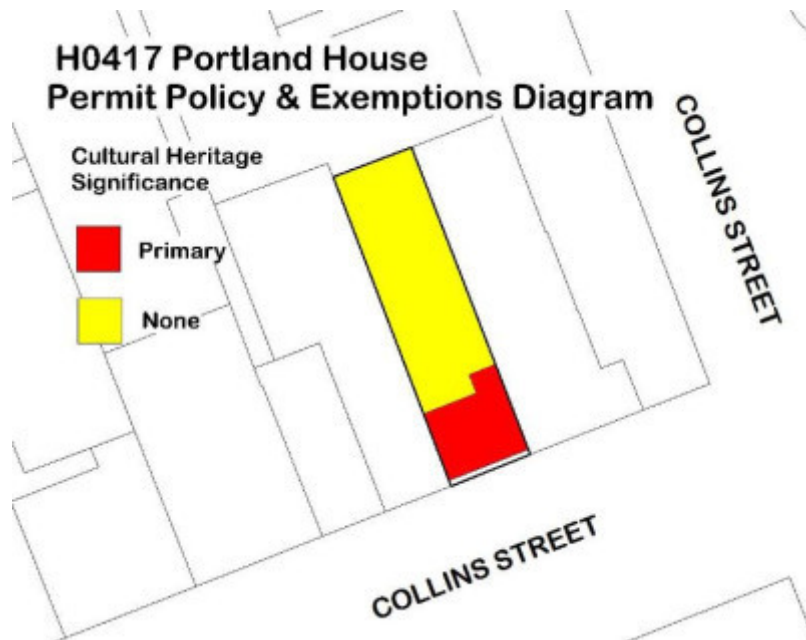 H0417 Portland House
Permit Policy & Exemptions Diagram
Cultural Heritage
Significance
Primary
None
COLLINS STREET
COLLINS STREET